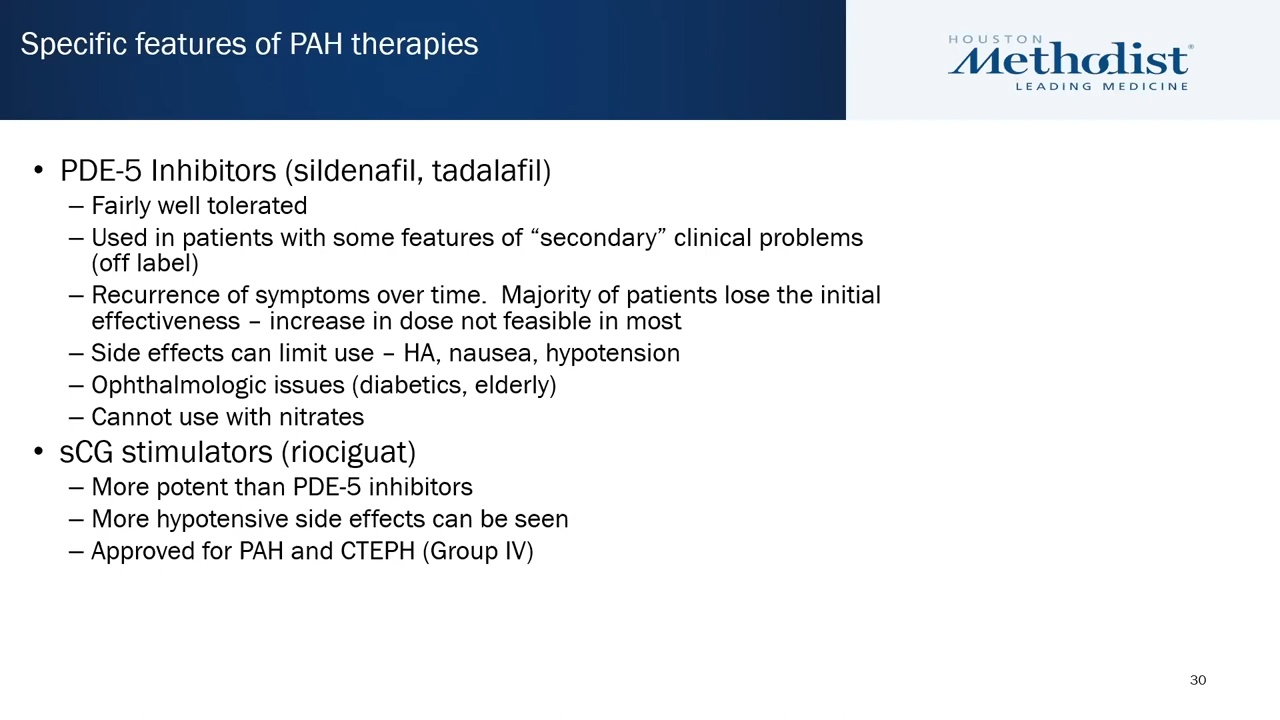 Specific features of PAH therapies
HOUSTON
Methodist®
LEADING MEDICINE
• PDE-5 Inhibitors (sildenafil, tadalafil)
– Fairly well tolerated
– Used in patients with some features of “secondary” clinical problems
(off label)
– Recurrence of symptoms over time.  Majority of patients lose the initial
effectiveness – increase in dose not feasible in most
– Side effects can limit use – HA, nausea, hypotension
– Ophthalmologic issues (diabetics, elderly)
– Cannot use with nitrates
• sCG stimulators (riociguat)
– More potent than PDE-5 inhibitors
– More hypotensive side effects can be seen
– Approved for PAH and CTEPH (Group IV)
30